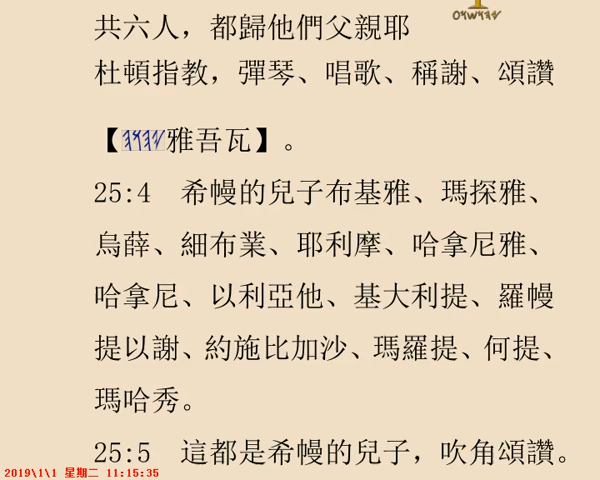 共六人，都歸他們父親耶
杜頓指教，彈琴、唱歌、稱謝、頌讚
【𐤉𐤄𐤅𐤄雅吾瓦】。
25:4 希幔的兒子布基雅、瑪探雅、
烏薛、細布業、耶利摩、哈拿尼雅、
哈拿尼、以利亞他、基大利提、羅幔
提以謝、約施比加沙、瑪羅提、何提、
瑪哈秀。
25:5 這都是希幔的兒子，吹角頌讚。
2019\1\1 星期二 11:15:35